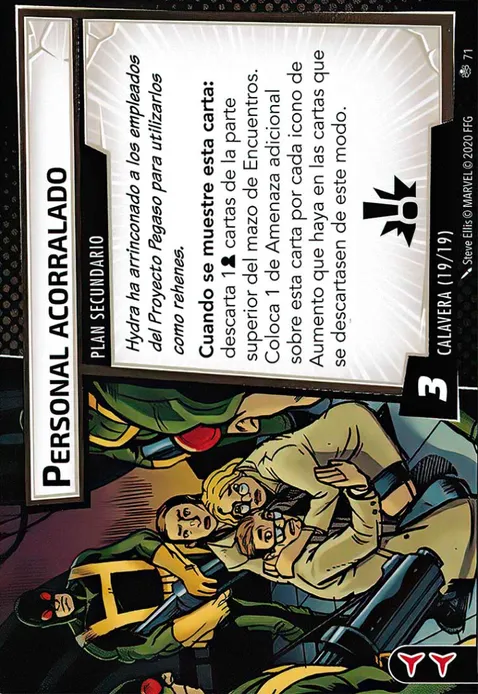 PERSONAL ACORRALADO
PLAN SECUNDARIO
Hydra ha arrinconado a los empleados
del Proyecto Pegaso para utilizarlos
como rehenes.
Cuando se muestre esta carta:
descarta 1 cartas de la parte
superior del mazo de Encuentros.
Coloca 1 de Amenaza adicional
sobre esta carta por cada icono de
Aumento que haya en las cartas que
se descartasen de este modo.
3
CALAVERA (19/19)
Steve Ellis © MARVEL © 2020 FFG
71